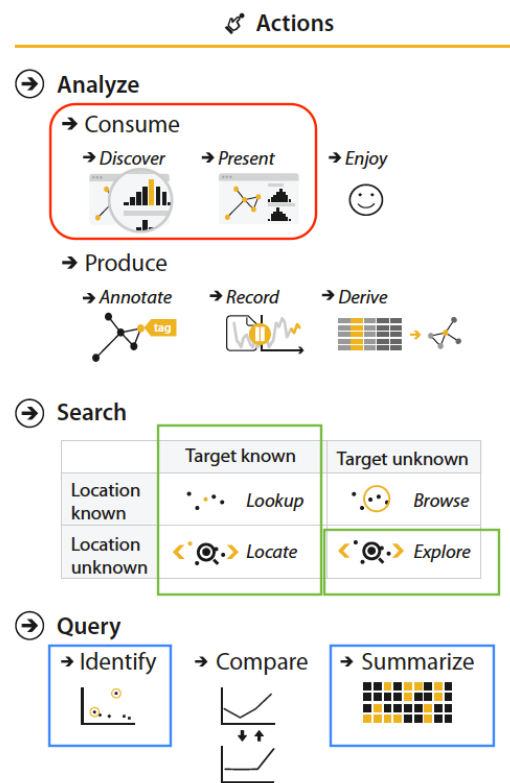 Actions
➔ Analyze
➔ Consume
➔ Discover ➔ Present ➔ Enjoy
➔ Produce
➔ Annotate ➔ Record ➔ Derive
tag
➔ Search
Target known Target unknown
Location known Lookup Browse
Location unknown Locate Explore
➔ Query
➔ Identify ➔ Compare ➔ Summarize